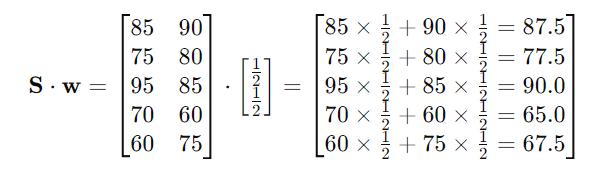 S · w = [85 90; 75 80; 95 85; 70 60; 60 75] · [1/2; 1/2] = 
85 × 1/2 + 90 × 1/2 = 87.5
75 × 1/2 + 80 × 1/2 = 77.5
95 × 1/2 + 85 × 1/2 = 90.0
70 × 1/2 + 60 × 1/2 = 65.0
60 × 1/2 + 75 × 1/2 = 67.5